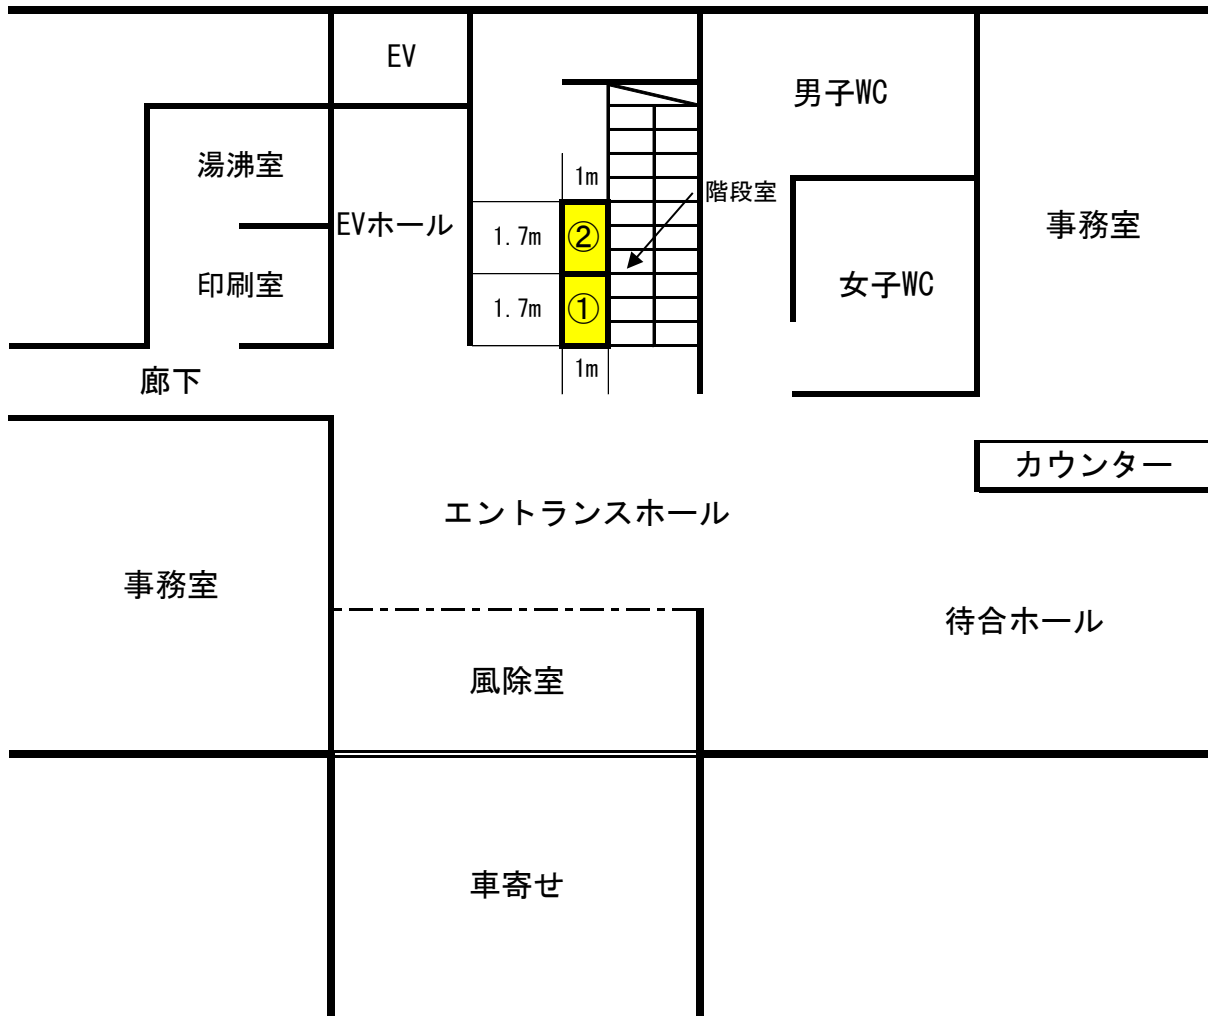 EV
男子WC
湯沸室
1m
階段室
EVホール
1.7m
②
事務室
印刷室
女子WC
1.7m
①
廊下
1m
カウンター
エントランスホール
事務室
待合ホール
風除室
車寄せ